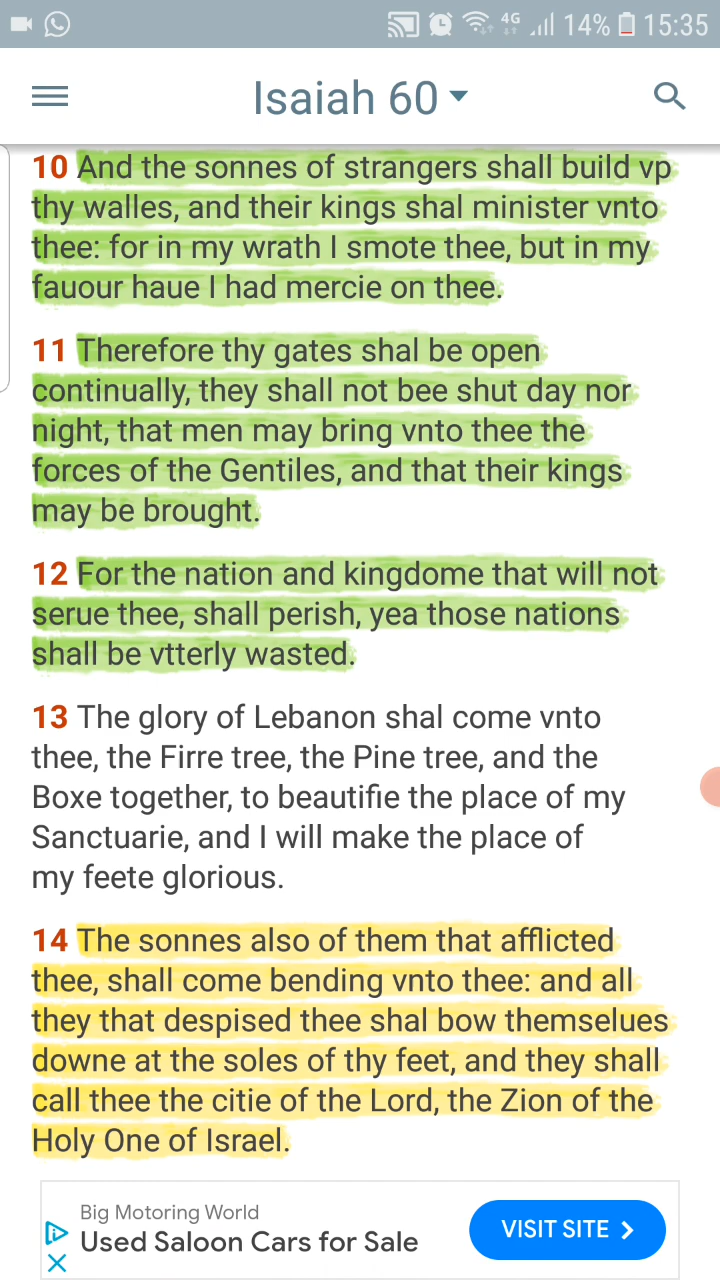 4G 14% 15:35
Isaiah 60
10 And the sonnes of strangers shall build vp
thy walles, and their kings shal minister vnto
thee: for in my wrath I smote thee, but in my
fauour haue I had mercie on thee.
11 Therefore thy gates shal be open
continually, they shall not bee shut day nor
night, that men may bring vnto thee the
forces of the Gentiles, and that their kings
may be brought.
12 For the nation and kingdome that will not
serue thee, shall perish, yea those nations
shall be vtterly wasted.
13 The glory of Lebanon shal come vnto
thee, the Firre tree, the Pine tree, and the
Boxe together, to beautifie the place of my
Sanctuarie, and I will make the place of
my feete glorious.
14 The sonnes also of them that afflicted
thee, shall come bending vnto thee: and all
they that despised thee shal bow themselues
downe at the soles of thy feet, and they shall
call thee the citie of the Lord, the Zion of the
Holy One of Israel.
Big Motoring World
Used Saloon Cars for Sale
VISIT SITE